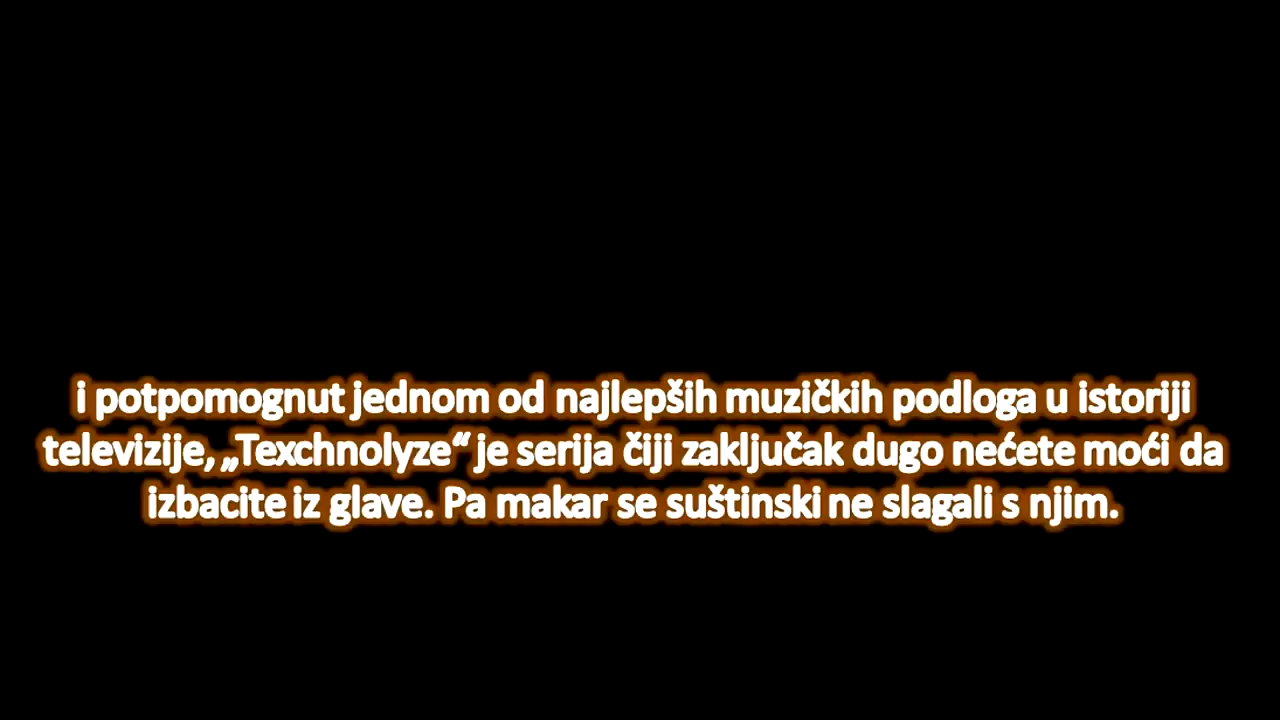 i potpomognut jednom od najlepših muzičkih podloga u istoriji
televizije, „Texchnolyze“ je serija čiji zaključak dugo nećete moći da
izbacite iz glave. Pa makar se suštinski ne slagali s njim.